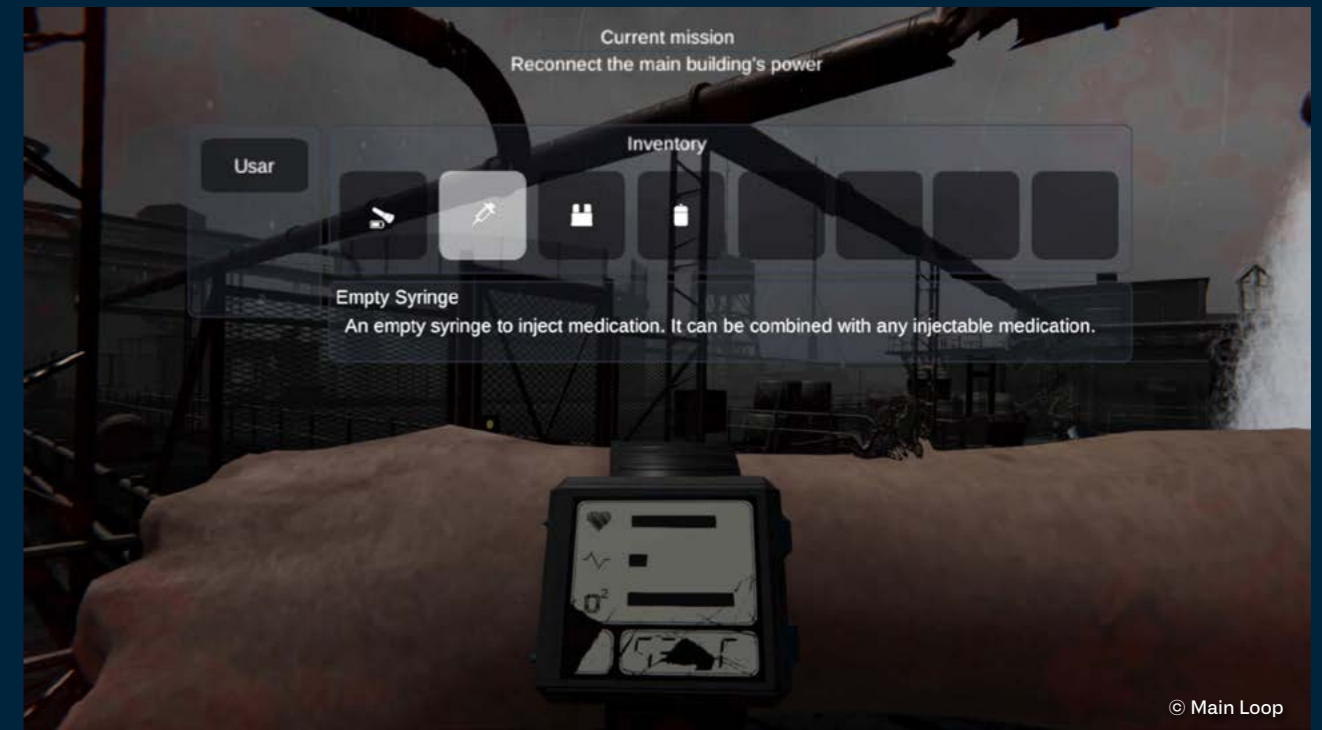 Current mission
Reconnect the main building's power
Inventory
Usar
Empty Syringe
An empty syringe to inject medication. It can be combined with any injectable medication.
O²
© Main Loop